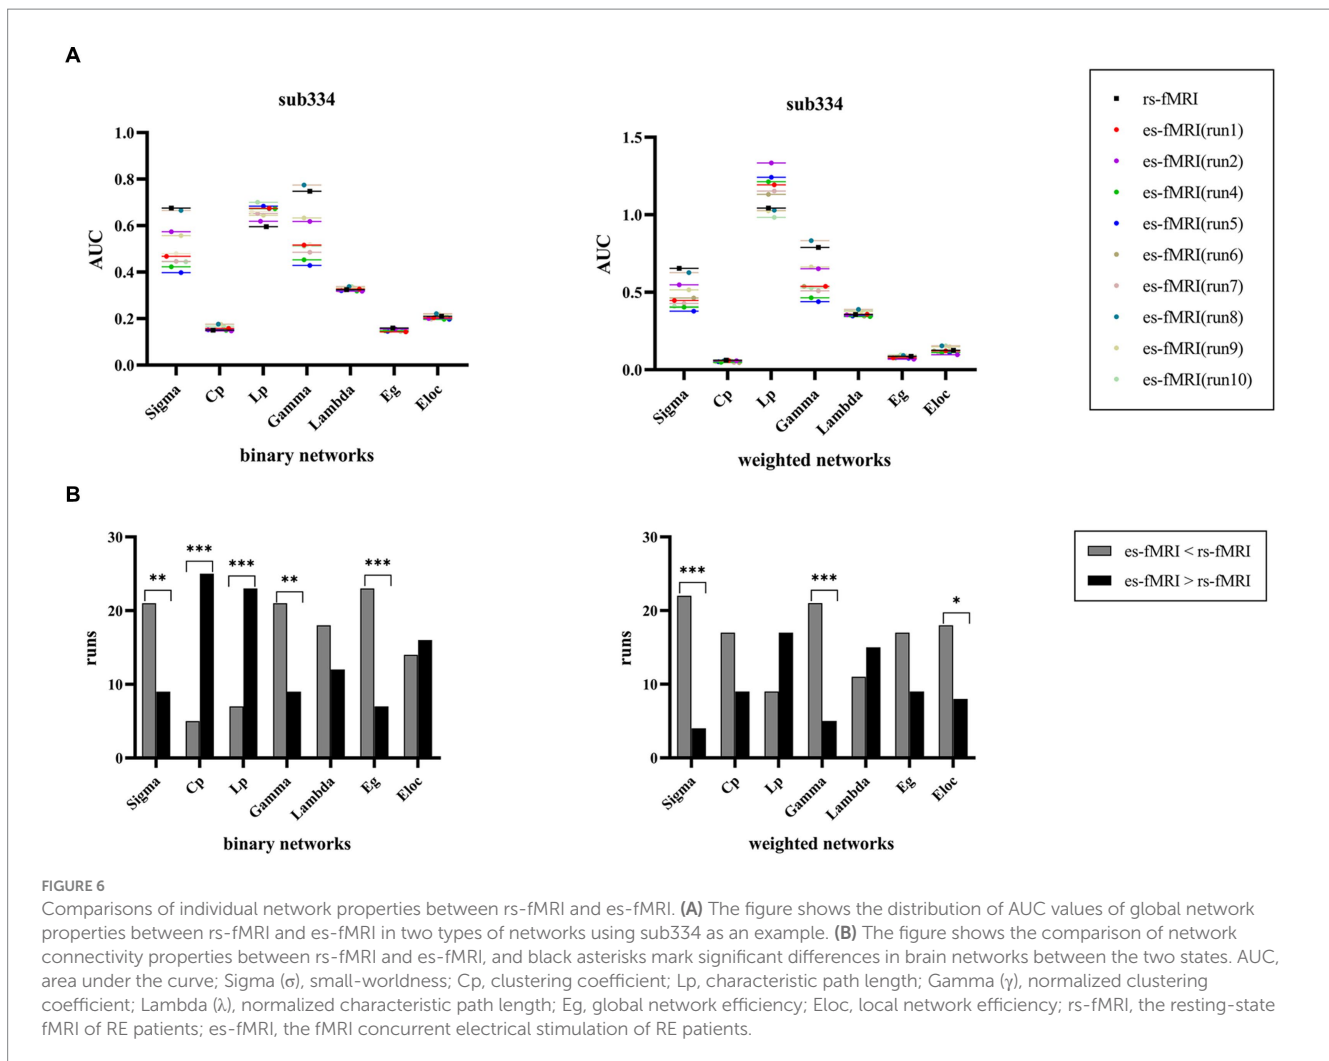 A
sub334
1.0
0.8
0.6
0.4
0.2
0.0
AUC
Sigma
Cp
Lp
Gamma
Lambda
Eg
Eloc
binary networks
sub334
1.5
1.0
0.5
0.0
AUC
Sigma
Cp
Lp
Gamma
Lambda
Eg
Eloc
weighted networks
rs-fMRI
es-fMRI(run1)
es-fMRI(run2)
es-fMRI(run4)
es-fMRI(run5)
es-fMRI(run6)
es-fMRI(run7)
es-fMRI(run8)
es-fMRI(run9)
es-fMRI(run10)
B
30
20
10
0
runs
**
***
***
**
***
Sigma
Cp
Lp
Gamma
Lambda
Eg
Eloc
binary networks
30
20
10
0
runs
***
***
*
Sigma
Cp
Lp
Gamma
Lambda
Eg
Eloc
weighted networks
es-fMRI < rs-fMRI
es-fMRI > rs-fMRI
FIGURE 6
Comparisons of individual network properties between rs-fMRI and es-fMRI. (A) The figure shows the distribution of AUC values of global network
properties between rs-fMRI and es-fMRI in two types of networks using sub334 as an example. (B) The figure shows the comparison of network
connectivity properties between rs-fMRI and es-fMRI, and black asterisks mark significant differences in brain networks between the two states. AUC,
area under the curve; Sigma (σ), small-worldness; Cp, clustering coefficient; Lp, characteristic path length; Gamma (γ), normalized clustering
coefficient; Lambda (λ), normalized characteristic path length; Eg, global network efficiency; Eloc, local network efficiency; rs-fMRI, the resting-state
fMRI of RE patients; es-fMRI, the fMRI concurrent electrical stimulation of RE patients.